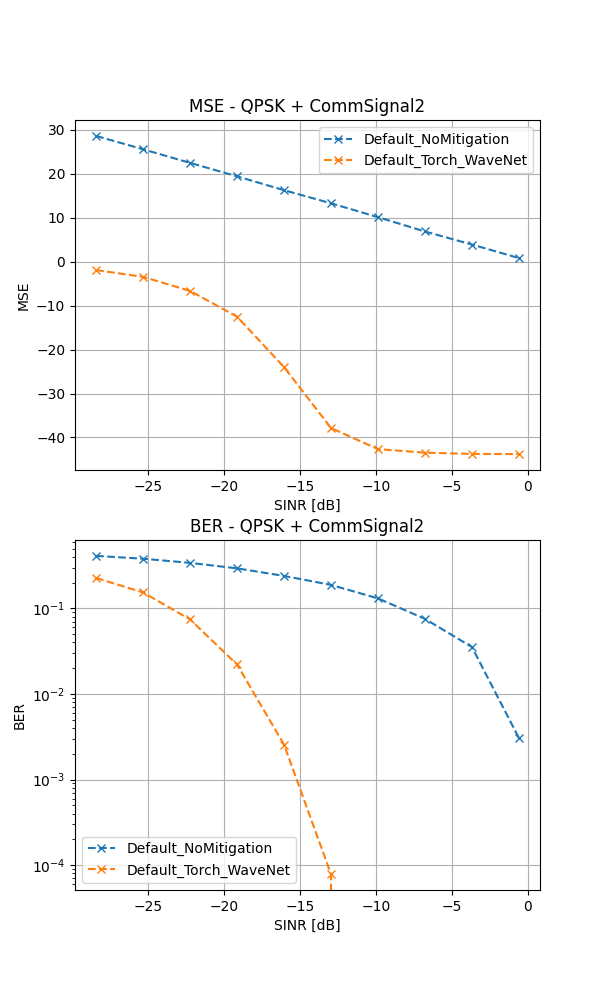 MSE - QPSK + CommSignal2
Default_NoMitigation
Default_Torch_WaveNet
30
20
10
0
−10
−20
−30
−40
MSE
−25 −20 −15 −10 −5 0
SINR [dB]
BER - QPSK + CommSignal2
10⁻¹
10⁻²
10⁻³
10⁻⁴
BER
Default_NoMitigation
Default_Torch_WaveNet
−25 −20 −15 −10 −5 0
SINR [dB]